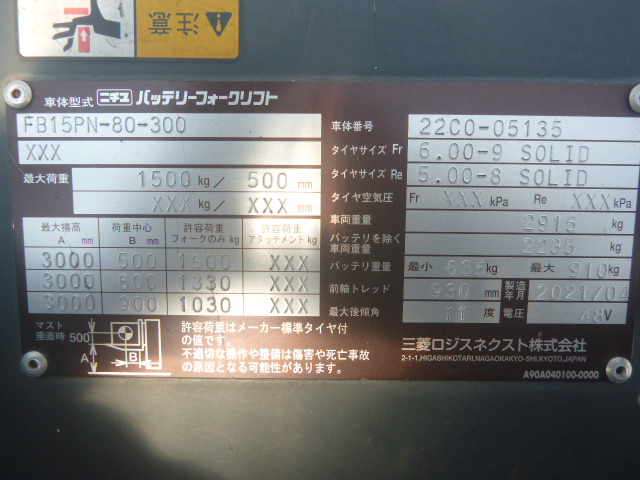 注意
車体型式 ニチユ バッテリーフォークリフト
FB15PN-80-300
XXX
最大荷重 1500 kg/ 500 mm
XXX kg/ XXX mm
最大揚高 A mm 荷重中心 B mm 許容荷重 フォークのみ kg 許容荷重 アタッチメント kg
3000 500 1500 XXX
3000 600 1330 XXX
3000 900 1030 XXX
マスト垂直時 500 A B
許容荷重はメーカー標準タイヤ付
の値です。
不適切な操作や整備は傷害や死亡事故
の原因となる可能性があります。
車体番号 22C0-05135
タイヤサイズ Fr 6.00-9 SOLID
タイヤサイズ Re 5.00-8 SOLID
タイヤ空気圧 Fr XXX kPa Re XXX kPa
車両重量 2915 kg
バッテリを除く車両重量 2285 kg
バッテリ重量 最小 635 kg 最大 910 kg
前輪トレッド 930 mm 製造年月 2021/04
最大後傾角 11 度 電圧 48 V
三菱ロジスネクスト株式会社
2-1-1,HIGASHIKOTARI,NAGAOKAKYO-SHI,KYOTO,JAPAN
A90A040100-0000